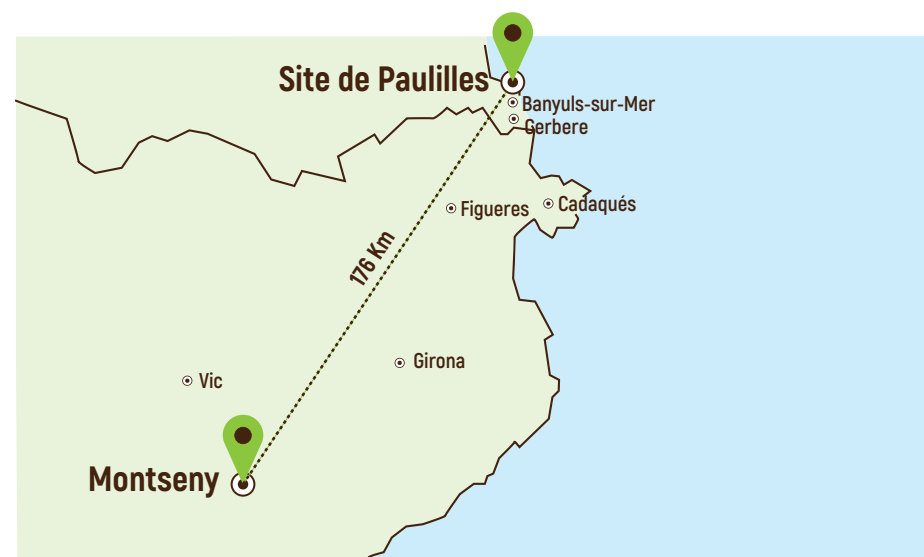 Site de Paulilles
Banyuls-sur-Mer
Cerbere
Figueres
Cadaqués
176 Km
Girona
Vic
Montseny